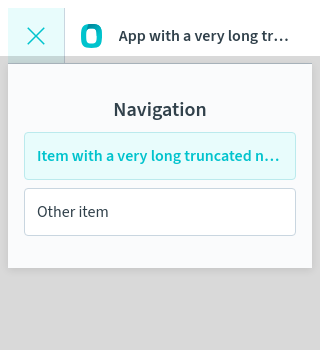 App with a very long tr…
Navigation
Item with a very long truncated n…
Other item